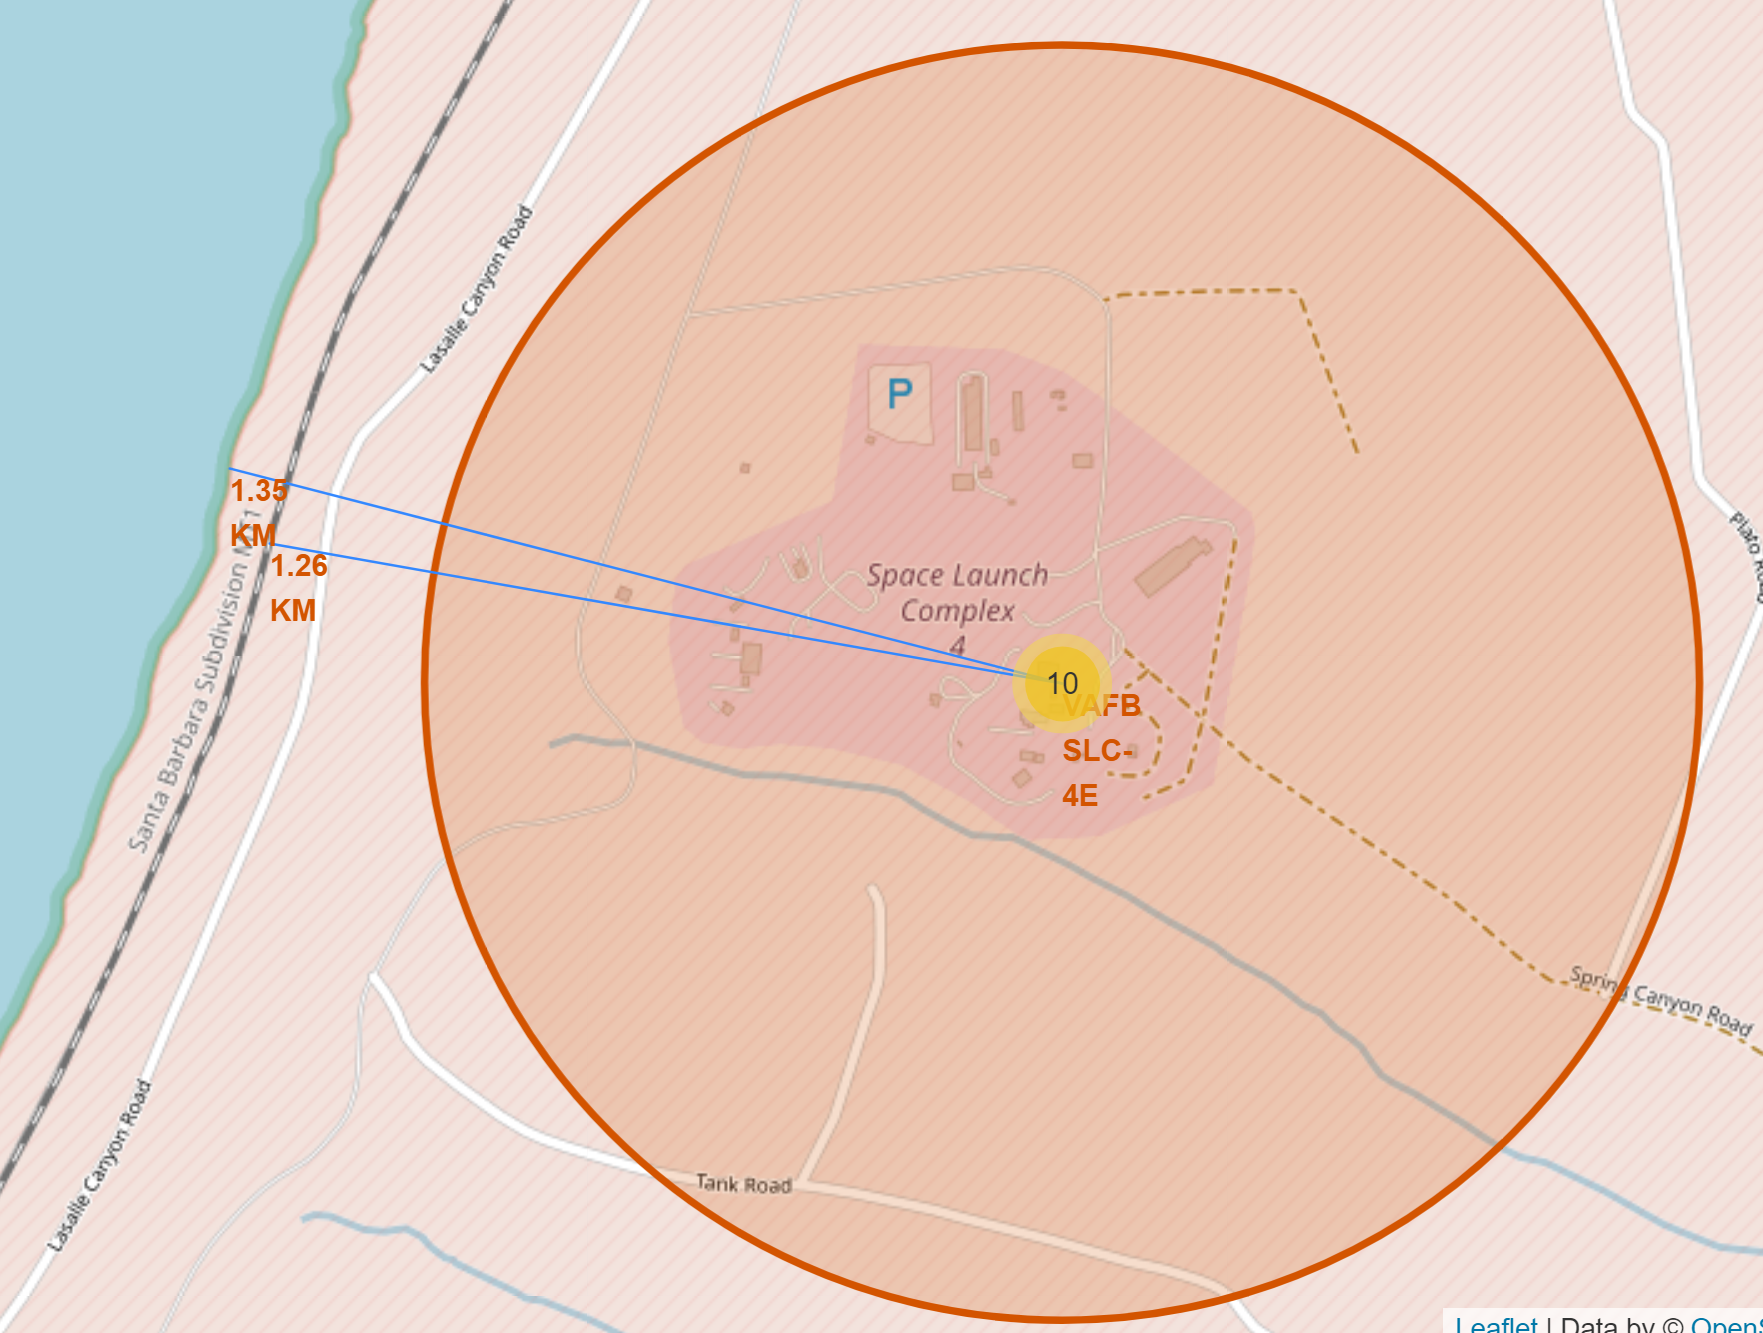 Lasalle Canyon Road
P
1.35
KM
1.26
KM
Santa Barbara Subdivision
Space Launch
Complex
4
10
VAFB
SLC-
4E
Plato
Spring Canyon Road
Tank Road
Lasalle Canyon Road
Leaflet | Data by © OpenS